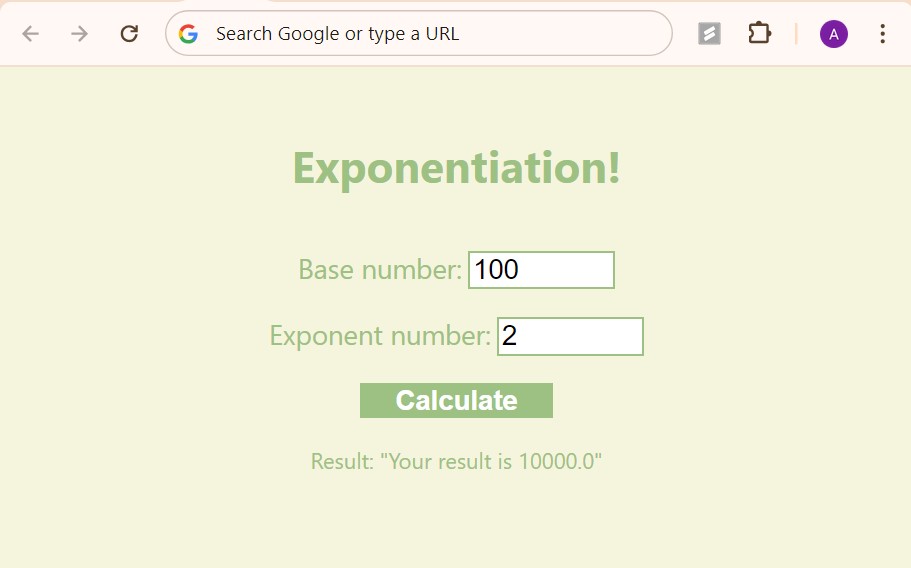 Search Google or type a URL
A
Exponentiation!
Base number: 100
Exponent number: 2
Calculate
Result: "Your result is 10000.0"